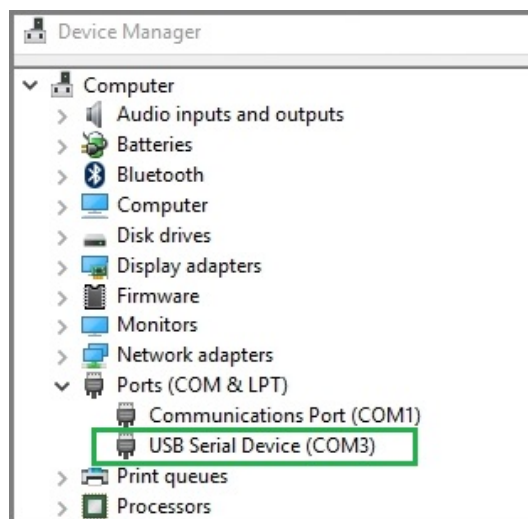 Device Manager
Computer
Audio inputs and outputs
Batteries
Bluetooth
Computer
Disk drives
Display adapters
Firmware
Monitors
Network adapters
Ports (COM & LPT)
Communications Port (COM1)
USB Serial Device (COM3)
Print queues
Processors